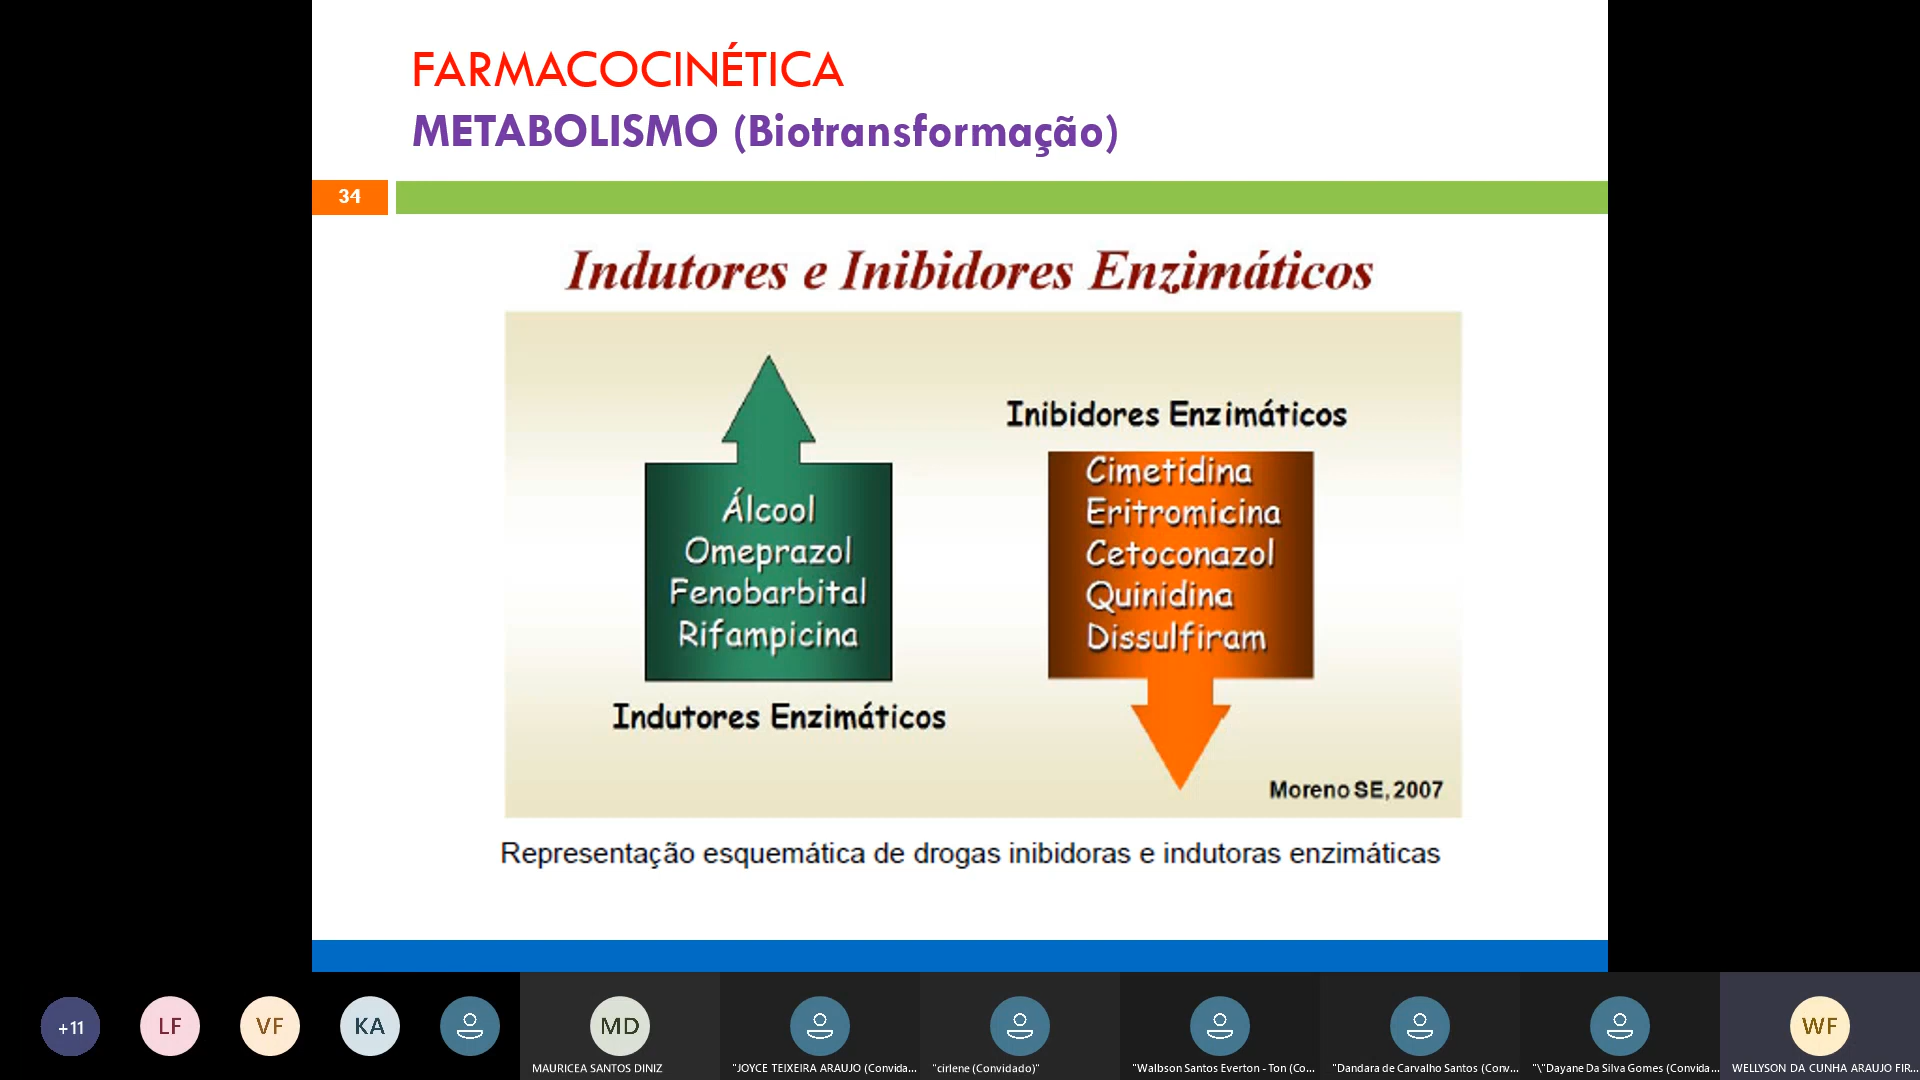 FARMACOCINÉTICA
METABOLISMO (Biotransformação)
34
Indutores e Inibidores Enzimáticos
Álcool
Omeprazol
Fenobarbital
Rifampicina
Indutores Enzimáticos
Inibidores Enzimáticos
Cimetidina
Eritromicina
Cetoconazol
Quinidina
Dissulfiram
Moreno SE, 2007
Representação esquemática de drogas inibidoras e indutoras enzimáticas
+11
LF
VF
KA
MD
MAURICEA SANTOS DINIZ
"JOYCE TEIXEIRA ARAUJO (Convida...
"cirlene (Convidado)"
"Walbson Santos Everton - Ton (Co...
"Dandara de Carvalho Santos (Conv...
"\"Dayane Da Silva Gomes (Convida...
WF
WELLYSON DA CUNHA ARAUJO FIR...